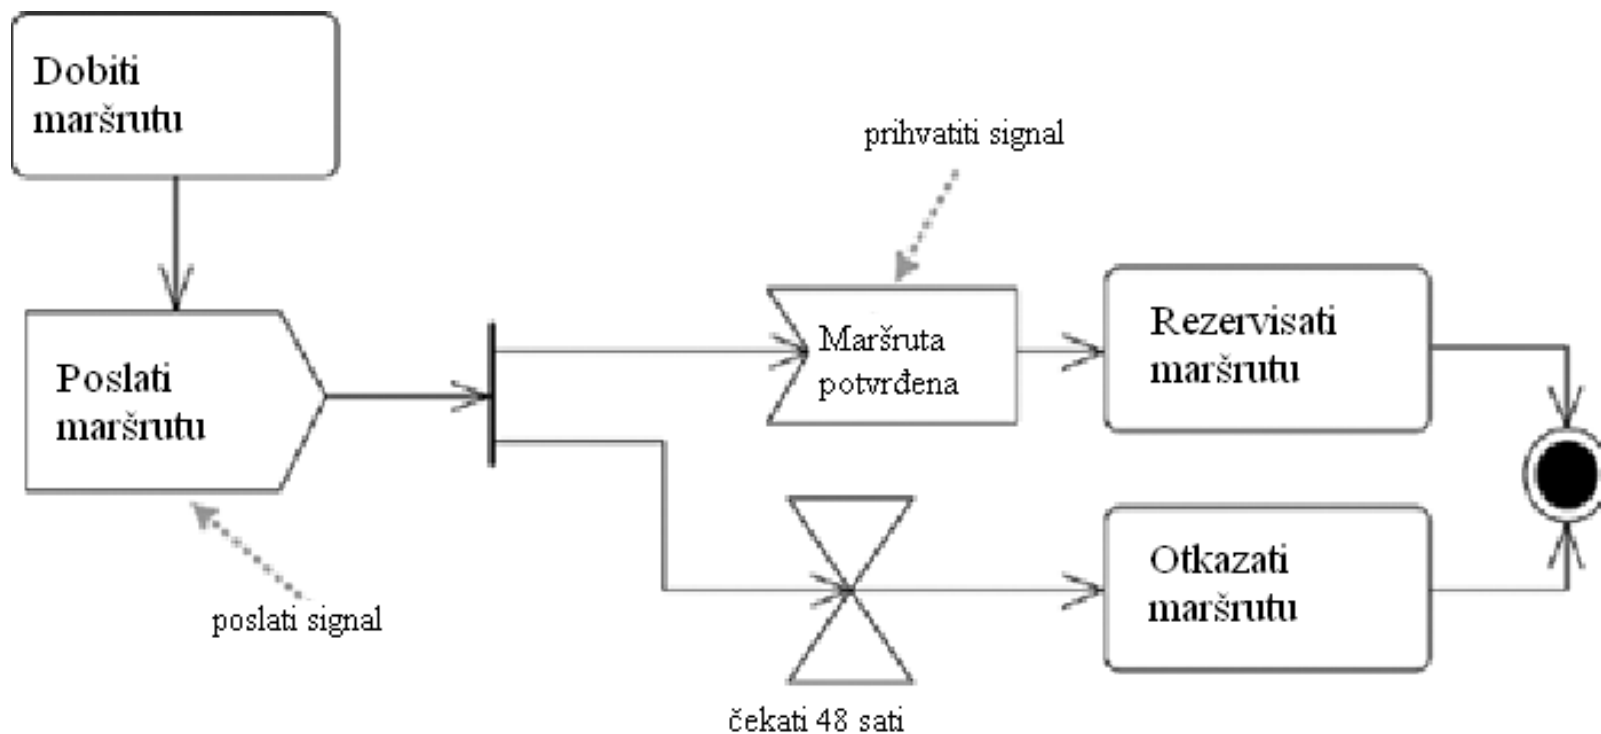 Dobiti
maršrutu
prihvatiti signal
Poslati
maršrutu
Maršruta
potvrđena
Rezervisati
maršrutu
poslati signal
Otkazati
maršrutu
čekati 48 sati